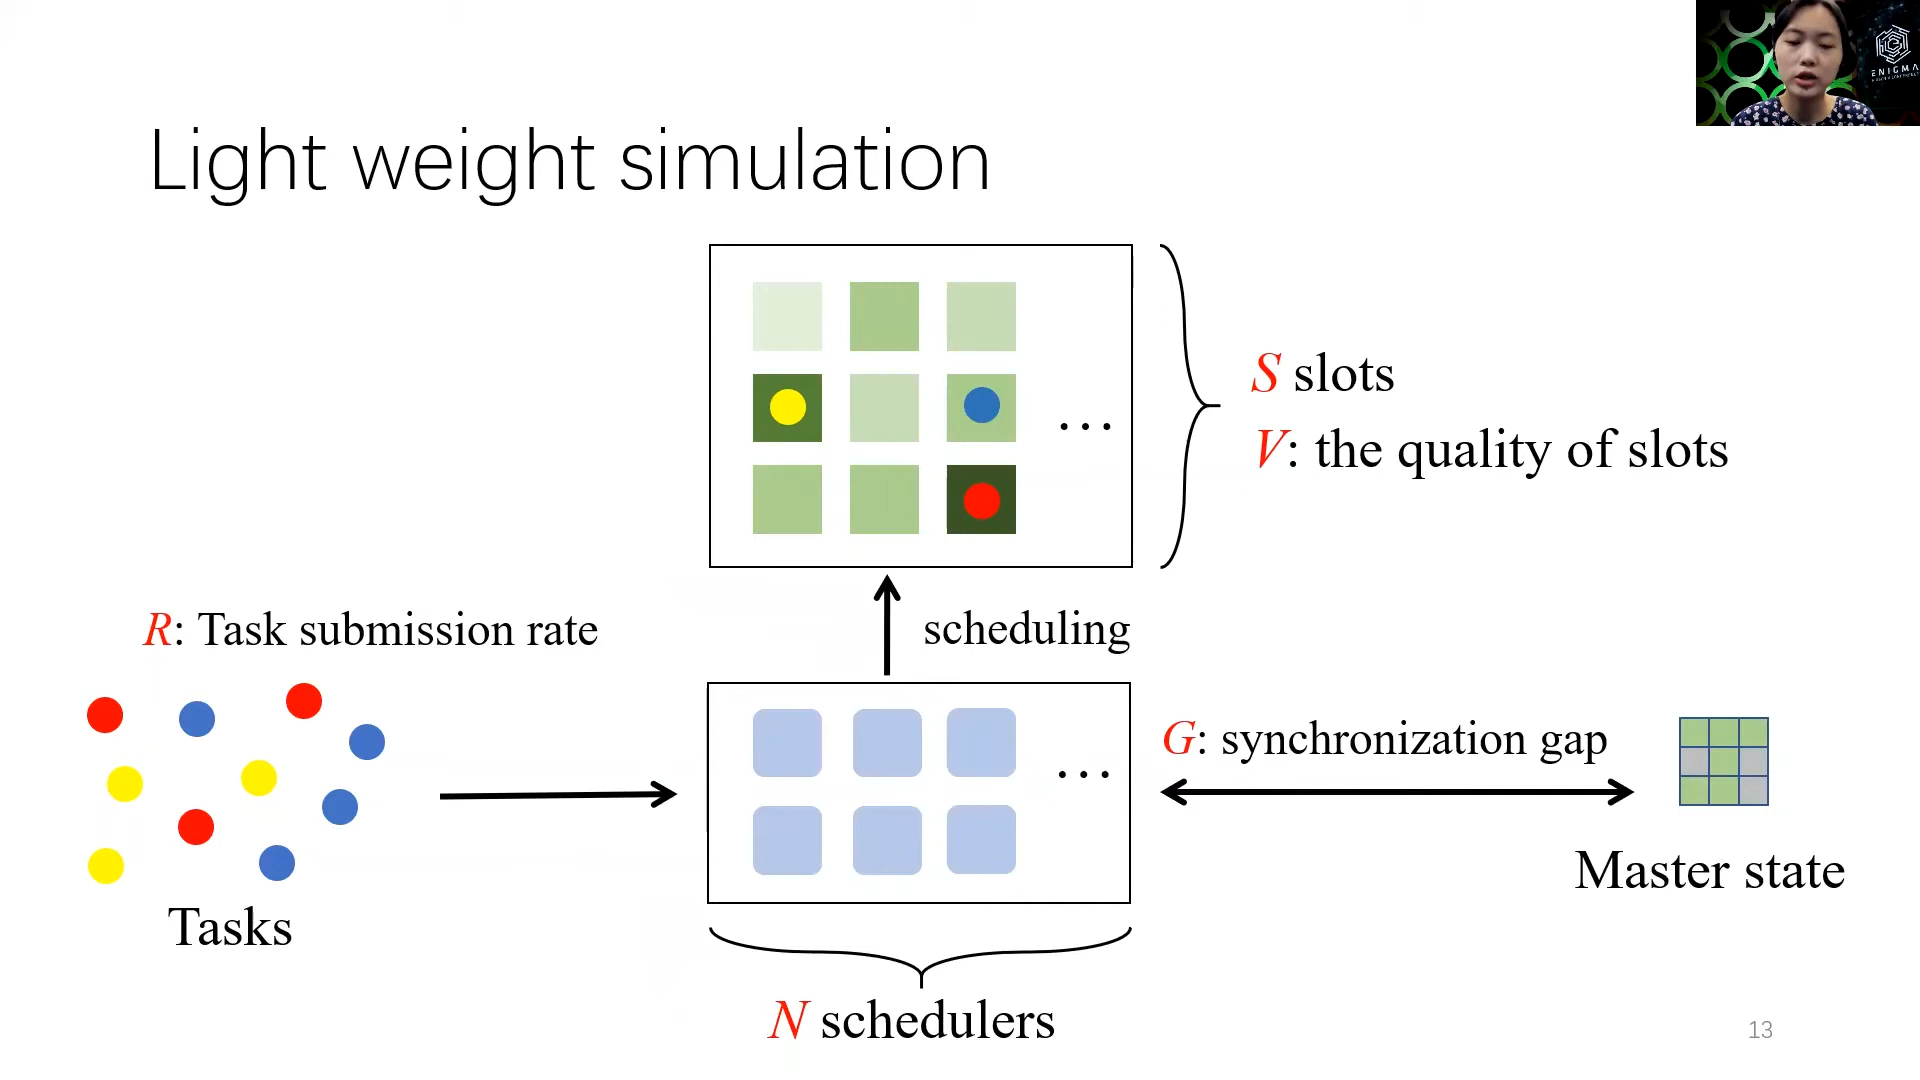 ENIGMA
Light weight simulation
S slots
V: the quality of slots
...
R: Task submission rate
scheduling
G: synchronization gap
...
Master state
Tasks
N schedulers
13